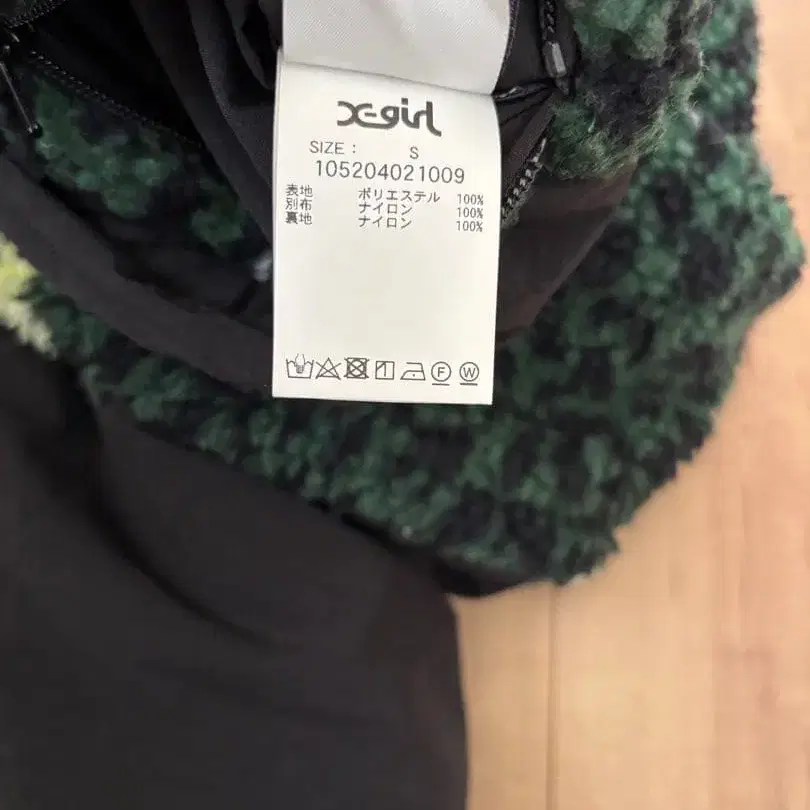 X-girl
SIZE : S
105204021009
表地 ポリエステル 100%
別布 ナイロン 100%
裏地 ナイロン 100%
F W